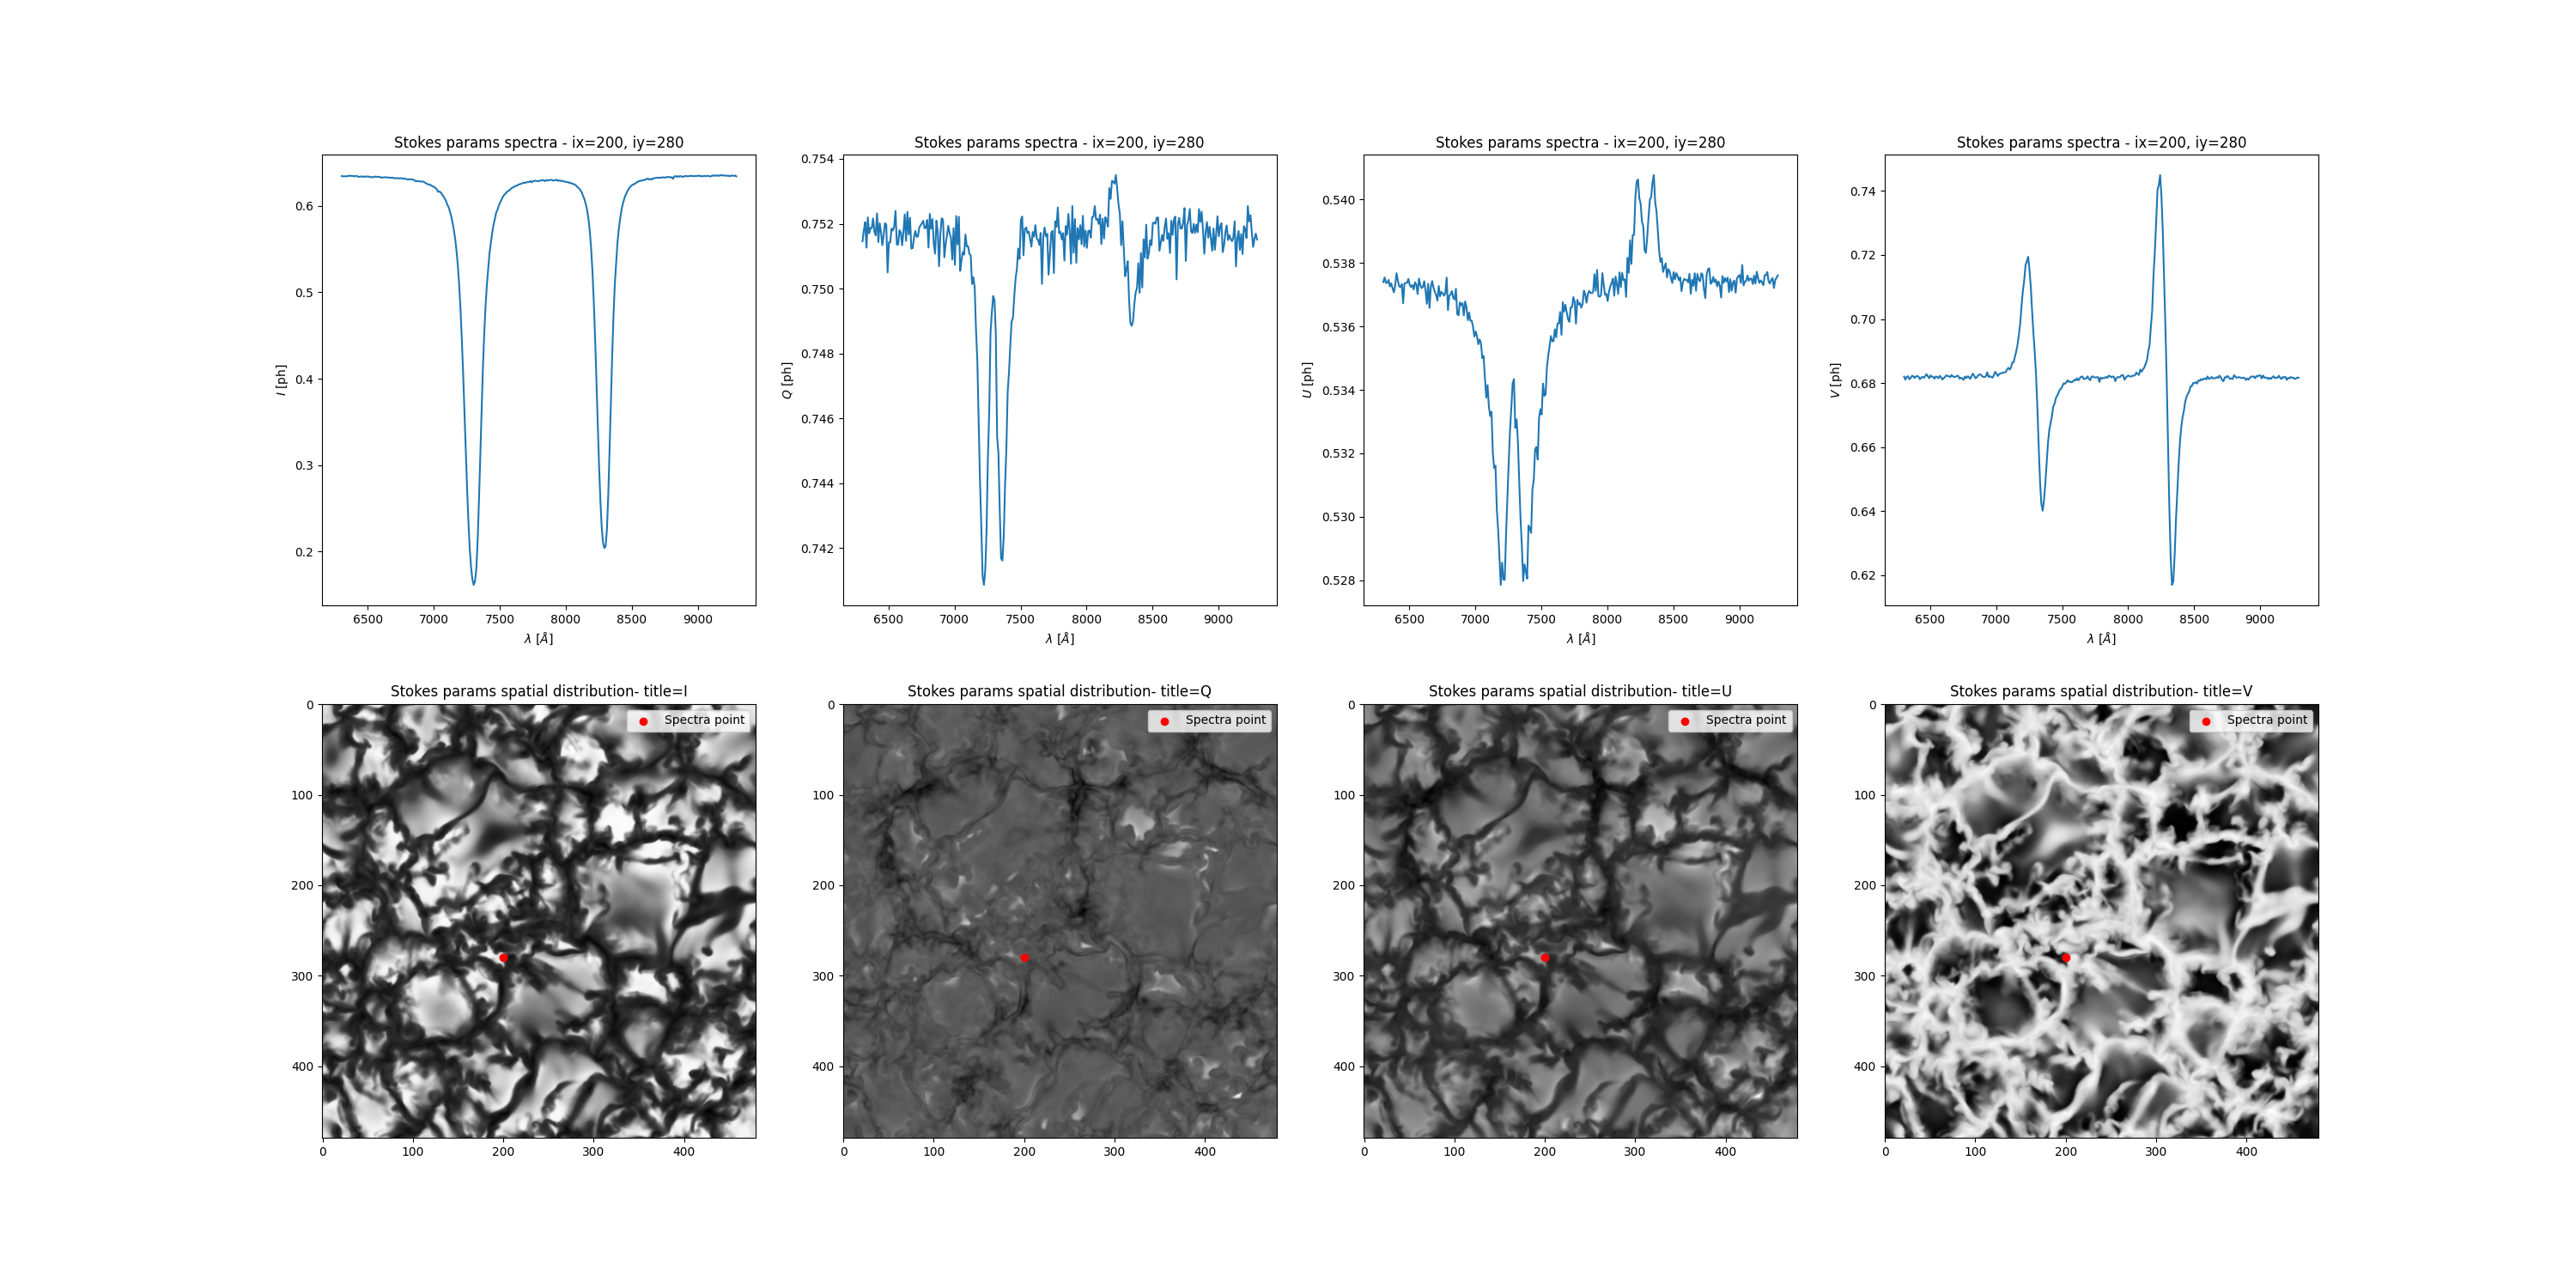 Stokes params spectra - ix=200, iy=280
I [ph]
0.6
0.5
0.4
0.3
0.2
6500 7000 7500 8000 8500 9000
λ [Å]
Stokes params spectra - ix=200, iy=280
Q [ph]
0.754
0.752
0.750
0.748
0.746
0.744
0.742
6500 7000 7500 8000 8500 9000
λ [Å]
Stokes params spectra - ix=200, iy=280
U [ph]
0.540
0.538
0.536
0.534
0.532
0.530
0.528
6500 7000 7500 8000 8500 9000
λ [Å]
Stokes params spectra - ix=200, iy=280
V [ph]
0.74
0.72
0.70
0.68
0.66
0.64
0.62
6500 7000 7500 8000 8500 9000
λ [Å]
Stokes params spatial distribution- title=I
Spectra point
0
100
200
300
400
0 100 200 300 400
Stokes params spatial distribution- title=Q
Spectra point
0
100
200
300
400
0 100 200 300 400
Stokes params spatial distribution- title=U
Spectra point
0
100
200
300
400
0 100 200 300 400
Stokes params spatial distribution- title=V
Spectra point
0
100
200
300
400
0 100 200 300 400